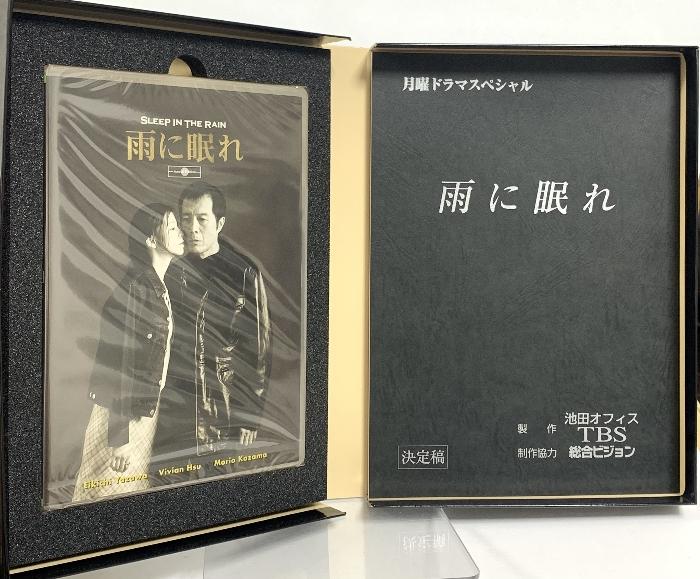 SLEEP IN THE RAIN
雨に眠れ
Eikichi Yazawa Vivian Hsu Morio Kazama
月曜ドラマスペシャル
雨に眠れ
製作 池田オフィス
TBS
制作協力 総合ビジョン
決定稿